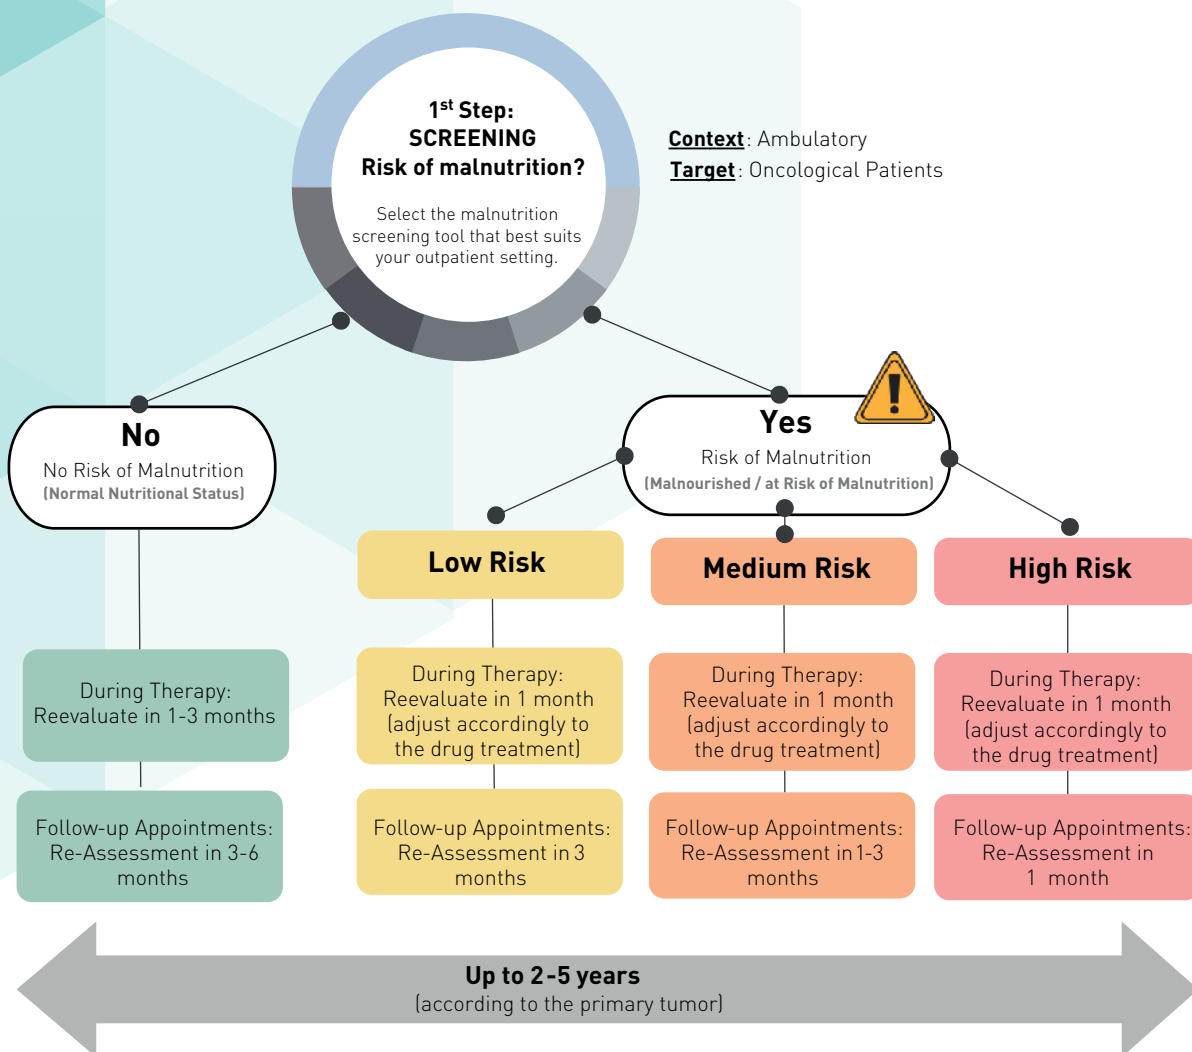 1st Step:
SCREENING
Risk of malnutrition?
Select the malnutrition
screening tool that best suits
your outpatient setting.
Context: Ambulatory
Target: Oncological Patients
No
No Risk of Malnutrition
(Normal Nutritional Status)
Yes
Risk of Malnutrition
(Malnourished / at Risk of Malnutrition)
Low Risk
Medium Risk
High Risk
During Therapy:
Reevaluate in 1-3 months
During Therapy:
Reevaluate in 1 month
(adjust accordingly to
the drug treatment)
During Therapy:
Reevaluate in 1 month
(adjust accordingly to
the drug treatment)
During Therapy:
Reevaluate in 1 month
(adjust accordingly to
the drug treatment)
Follow-up Appointments:
Re-Assessment in 3-6
months
Follow-up Appointments:
Re-Assessment in 3
months
Follow-up Appointments:
Re-Assessment in 1-3
months
Follow-up Appointments:
Re-Assessment in
1 month
Up to 2-5 years
(according to the primary tumor)